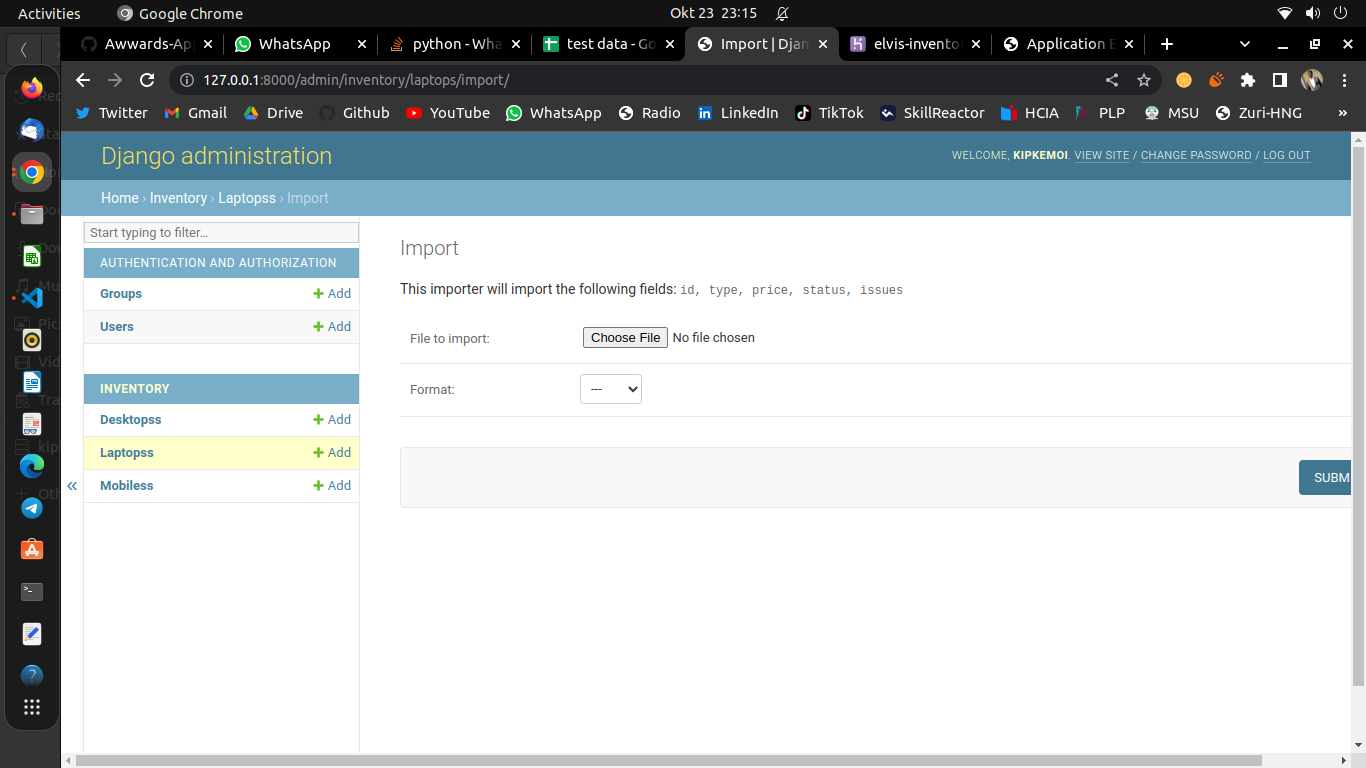 Activities
Google Chrome
Okt 23 23:15
Awwards-Ap
WhatsApp
python - Wha
test data - Go
Import | Djan
elvis-invento
Application E
127.0.0.1:8000/admin/inventory/laptops/import/
Twitter
Gmail
Drive
Github
YouTube
WhatsApp
Radio
LinkedIn
TikTok
SkillReactor
HCIA
PLP
MSU
Zuri-HNG
»
Django administration
WELCOME, KIPKEMOI. VIEW SITE / CHANGE PASSWORD / LOG OUT
Home › Inventory › Laptopss › Import
Start typing to filter…
AUTHENTICATION AND AUTHORIZATION
Groups
Add
Users
Add
INVENTORY
Desktopss
Add
Laptopss
Add
Mobiless
Add
«
Import
This importer will import the following fields: id, type, price, status, issues
File to import:
Choose File No file chosen
Format:
---
SUBM